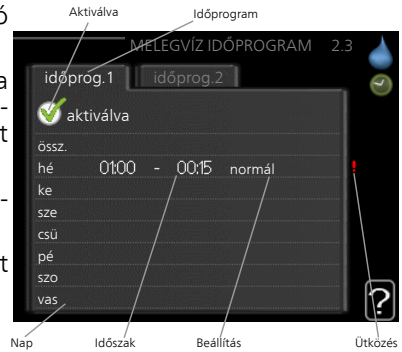 ó
a
-
t
-
t
Aktiválva Időprogram
MELEGVÍZ IDŐPROGRAM 2.3
időprog.1 időprog.2
aktiválva
össz.
hé 01:00 - 00:15 normál !
ke
sze
csü
pé
szo
vas
?
Nap Időszak Beállítás Ütközés